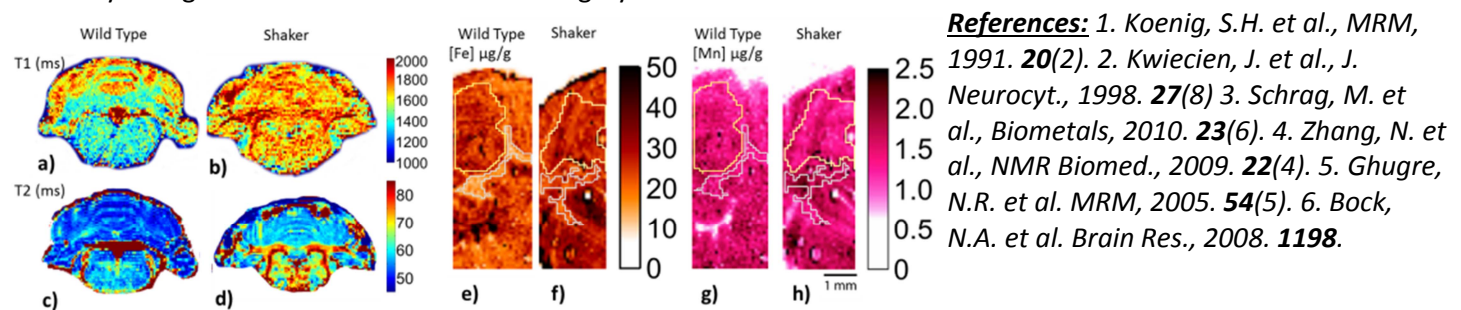 Wild Type
Shaker
T1 (ms)
2000
1800
1600
1400
1200
1000
a)
b)
T2 (ms)
80
70
60
50
c)
d)
Wild Type
Shaker
[Fe] µg/g
50
40
30
20
10
0
e)
f)
Wild Type
Shaker
[Mn] µg/g
2.5
2.0
1.5
1.0
0.5
0
g)
h)
1 mm
References: 1. Koenig, S.H. et al., MRM,
1991. 20(2). 2. Kwiecien, J. et al., J.
Neurocyt., 1998. 27(8) 3. Schrag, M. et
al., Biometals, 2010. 23(6). 4. Zhang, N. et
al., NMR Biomed., 2009. 22(4). 5. Ghugre,
N.R. et al. MRM, 2005. 54(5). 6. Bock,
N.A. et al. Brain Res., 2008. 1198.